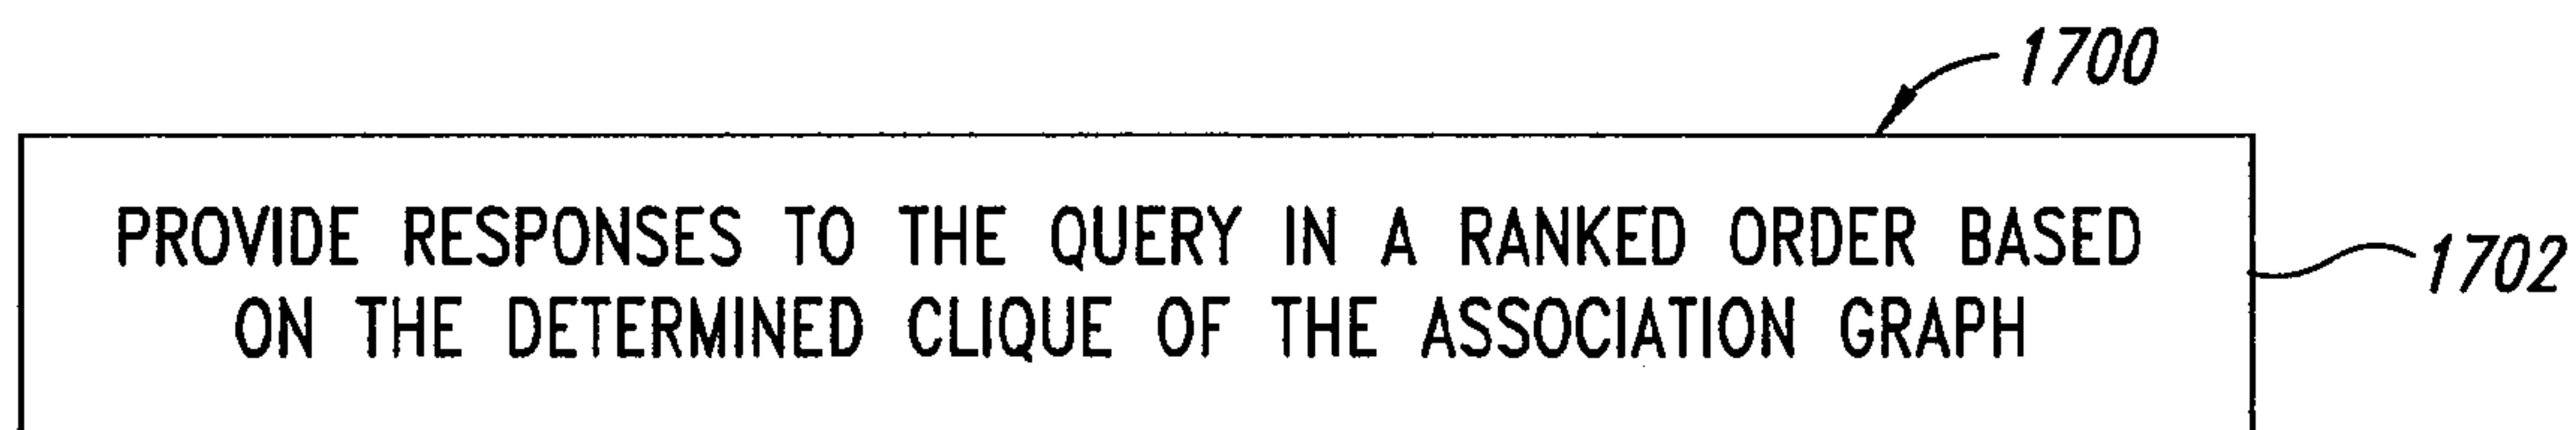 1700
PROVIDE RESPONSES TO THE QUERY IN A RANKED ORDER BASED
ON THE DETERMINED CLIQUE OF THE ASSOCIATION GRAPH
1702